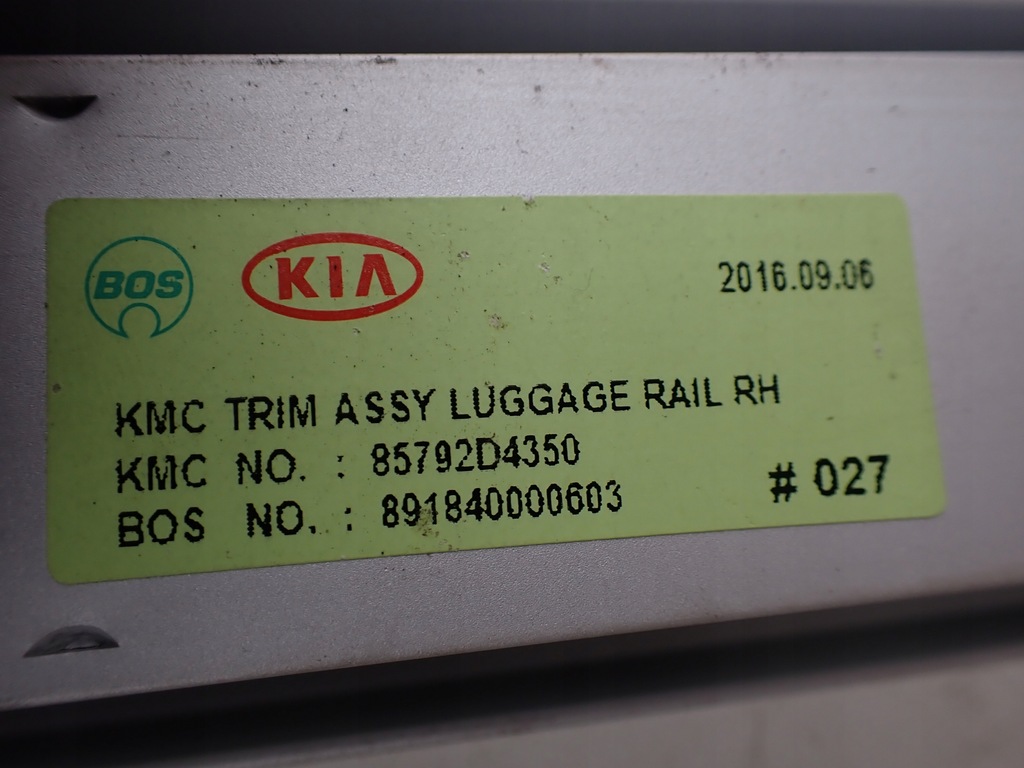 BOS KIA 2016.09.06
KMC TRIM ASSY LUGGAGE RAIL RH
KMC NO. : 85792D4350
BOS NO. : 891840000603 # 027